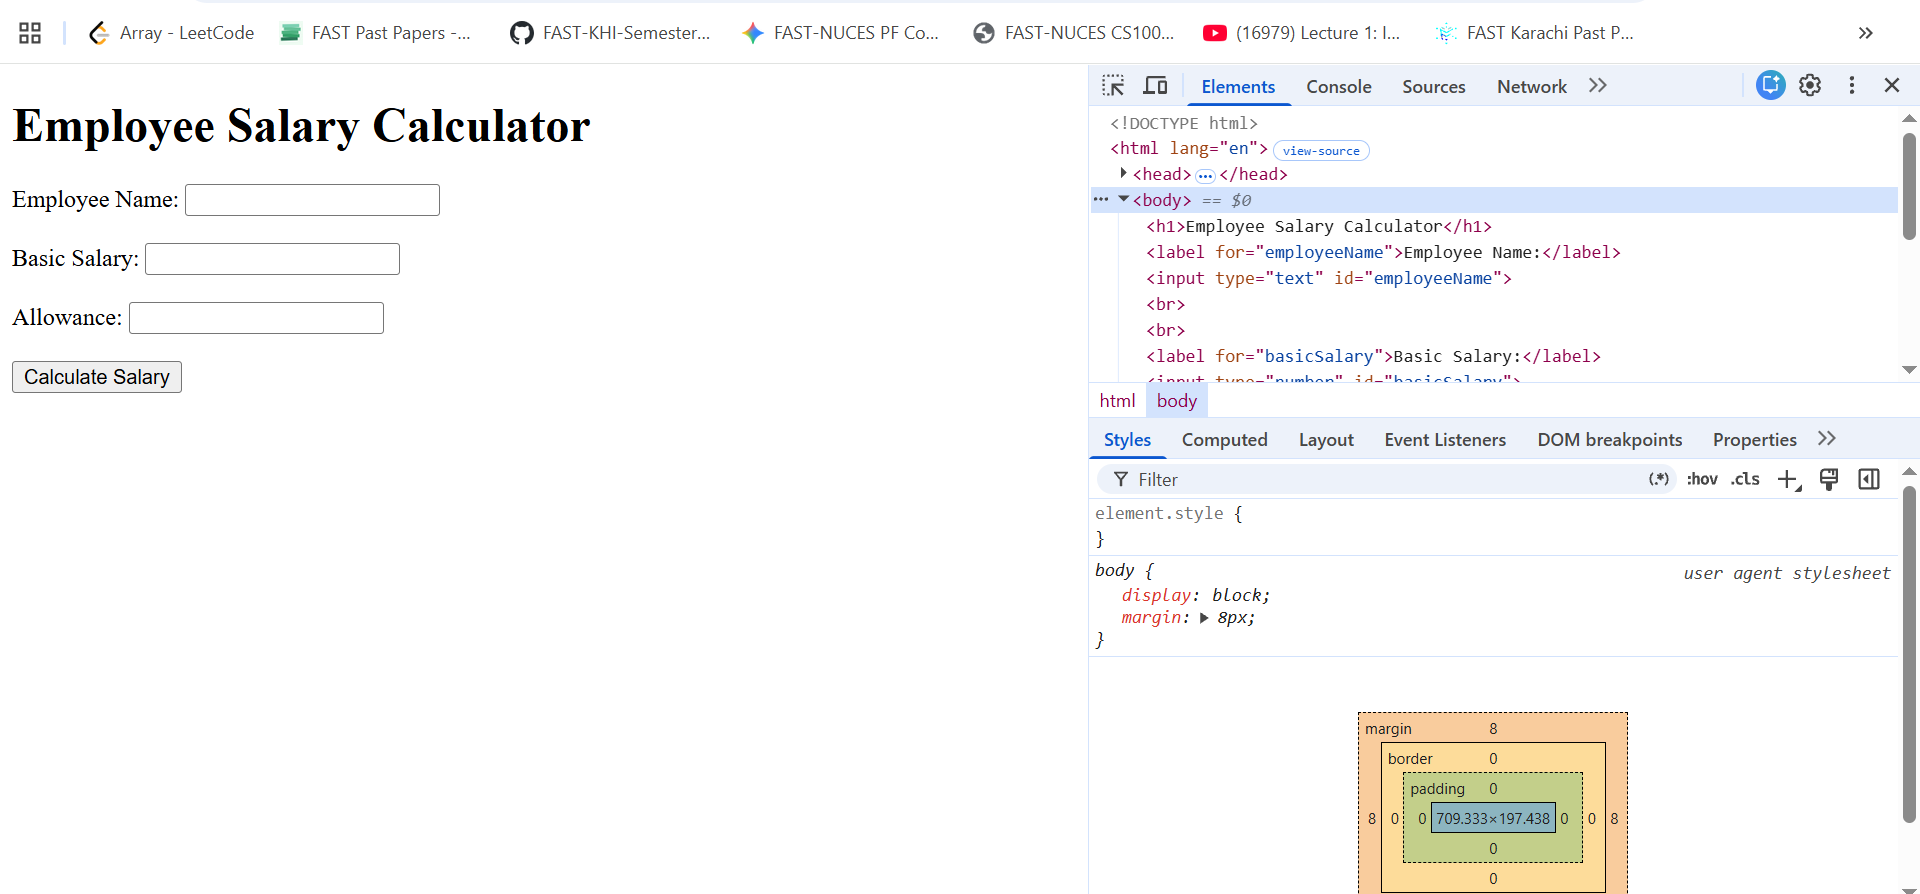 Array - LeetCode FAST Past Papers -... FAST-KHI-Semester... FAST-NUCES PF Co... FAST-NUCES CS100... (16979) Lecture 1: I... FAST Karachi Past P...
Employee Salary Calculator
Employee Name:
Basic Salary:
Allowance:
Calculate Salary
Elements Console Sources Network
<!DOCTYPE html>
<html lang="en"> view-source
<head> ... </head>
... <body> == $0
<h1>Employee Salary Calculator</h1>
<label for="employeeName">Employee Name:</label>
<input type="text" id="employeeName">
<br>
<br>
<label for="basicSalary">Basic Salary:</label>
<input type="number" id="basicSalary">
html body
Styles Computed Layout Event Listeners DOM breakpoints Properties
Filter (.*) :hov .cls
element.style {
}
body { user agent stylesheet
display: block;
margin: 8px;
}
margin 8
border 0
padding 0
8 0 0 709.333×197.438 0 0 8
0
0